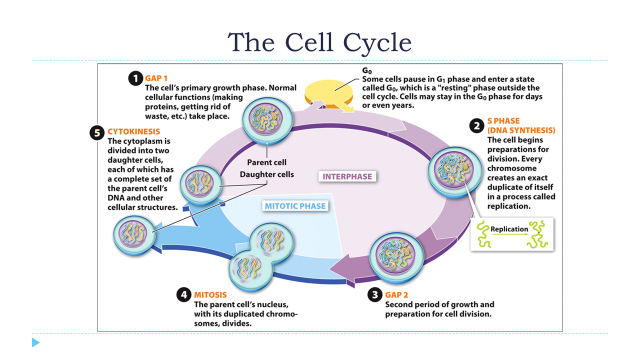 The Cell Cycle
1 GAP 1
The cell's primary growth phase. Normal
cellular functions (making
proteins, getting rid of
waste, etc.) take place.
G0
Some cells pause in G1 phase and enter a state
called G0, which is a "resting" phase outside the
cell cycle. Cells may stay in the G0 phase for days
or even years.
2 S PHASE
(DNA SYNTHESIS)
The cell begins
preparations for
division. Every
chromosome
creates an exact
duplicate of itself
in a process called
replication.
Replication
5 CYTOKINESIS
The cytoplasm is
divided into two
daughter cells,
each of which has
a complete set of
the parent cell's
DNA and other
cellular structures.
Parent cell
Daughter cells
INTERPHASE
MITOTIC PHASE
4 MITOSIS
The parent cell's nucleus,
with its duplicated chromo-
somes, divides.
3 GAP 2
Second period of growth and
preparation for cell division.